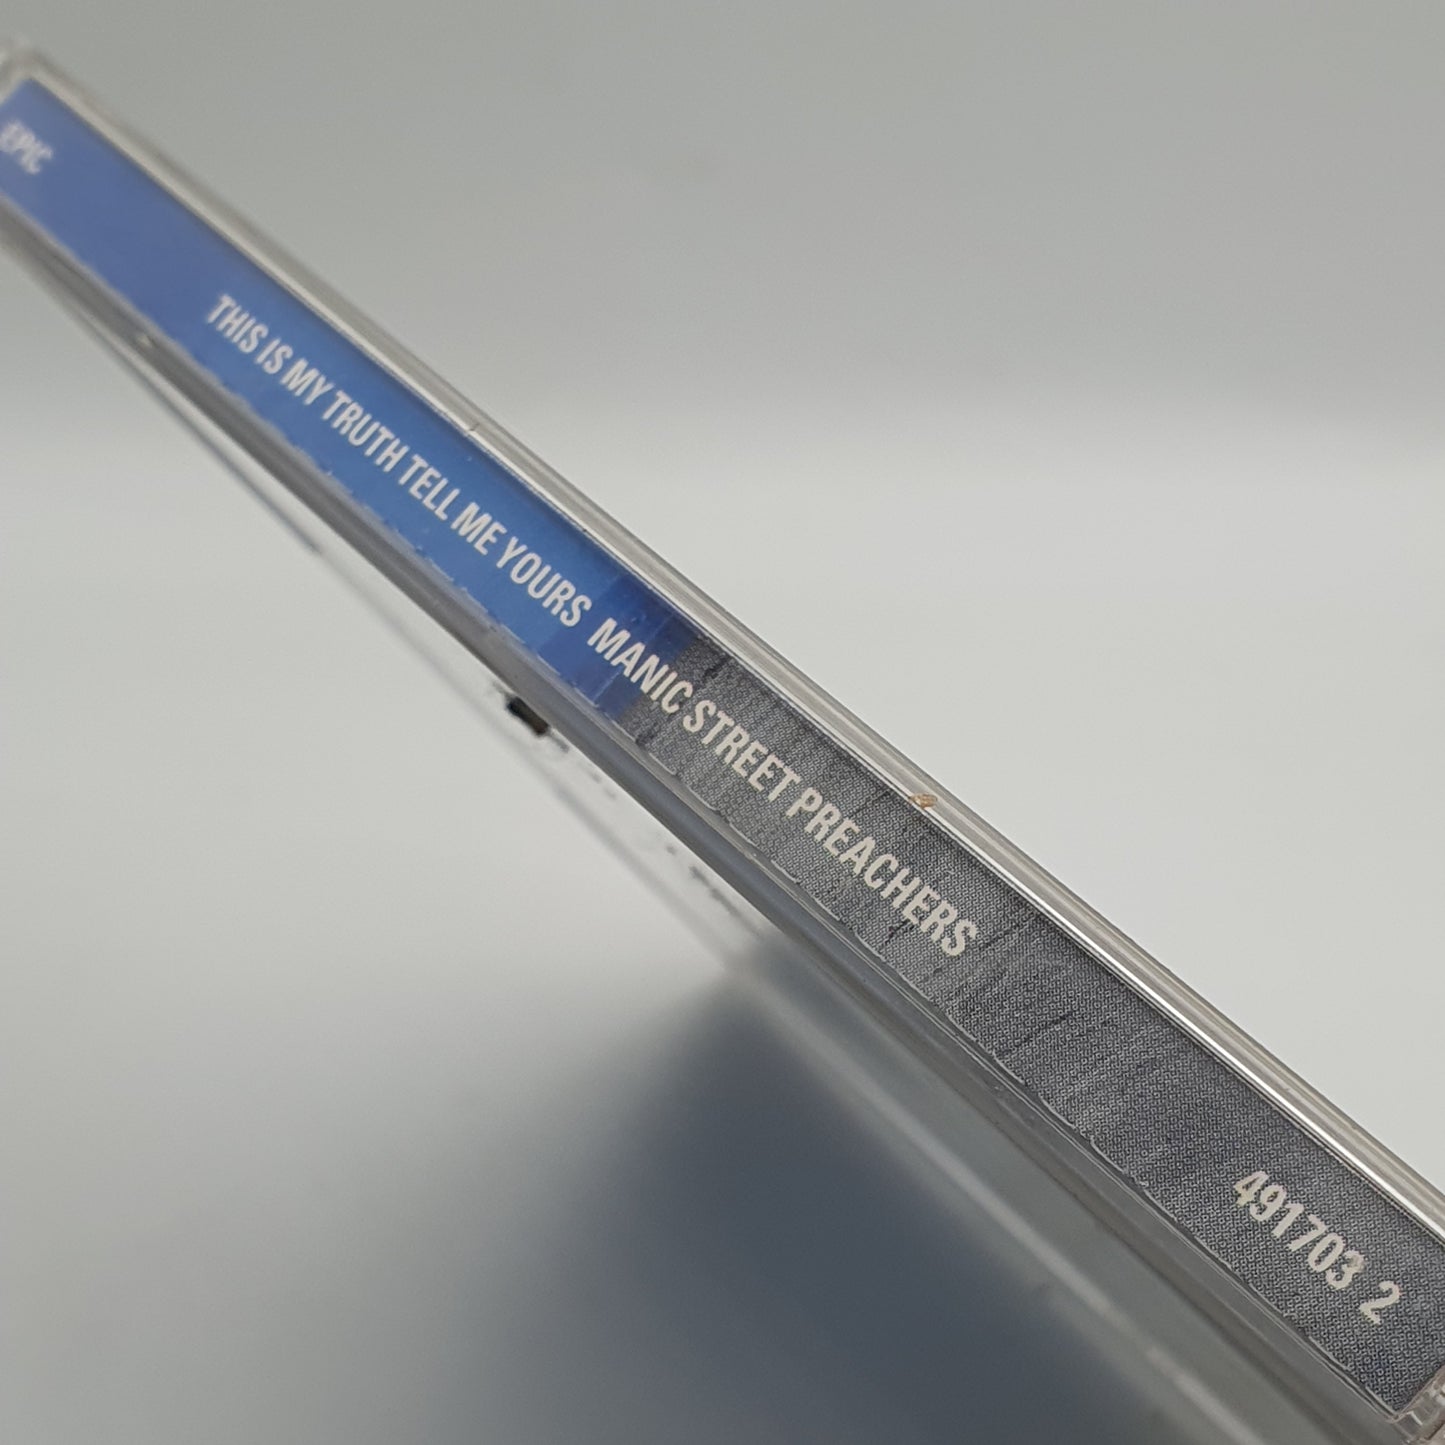 EPIC
THIS IS MY TRUTH TELL ME YOURS MANIC STREET PREACHERS
491703 2